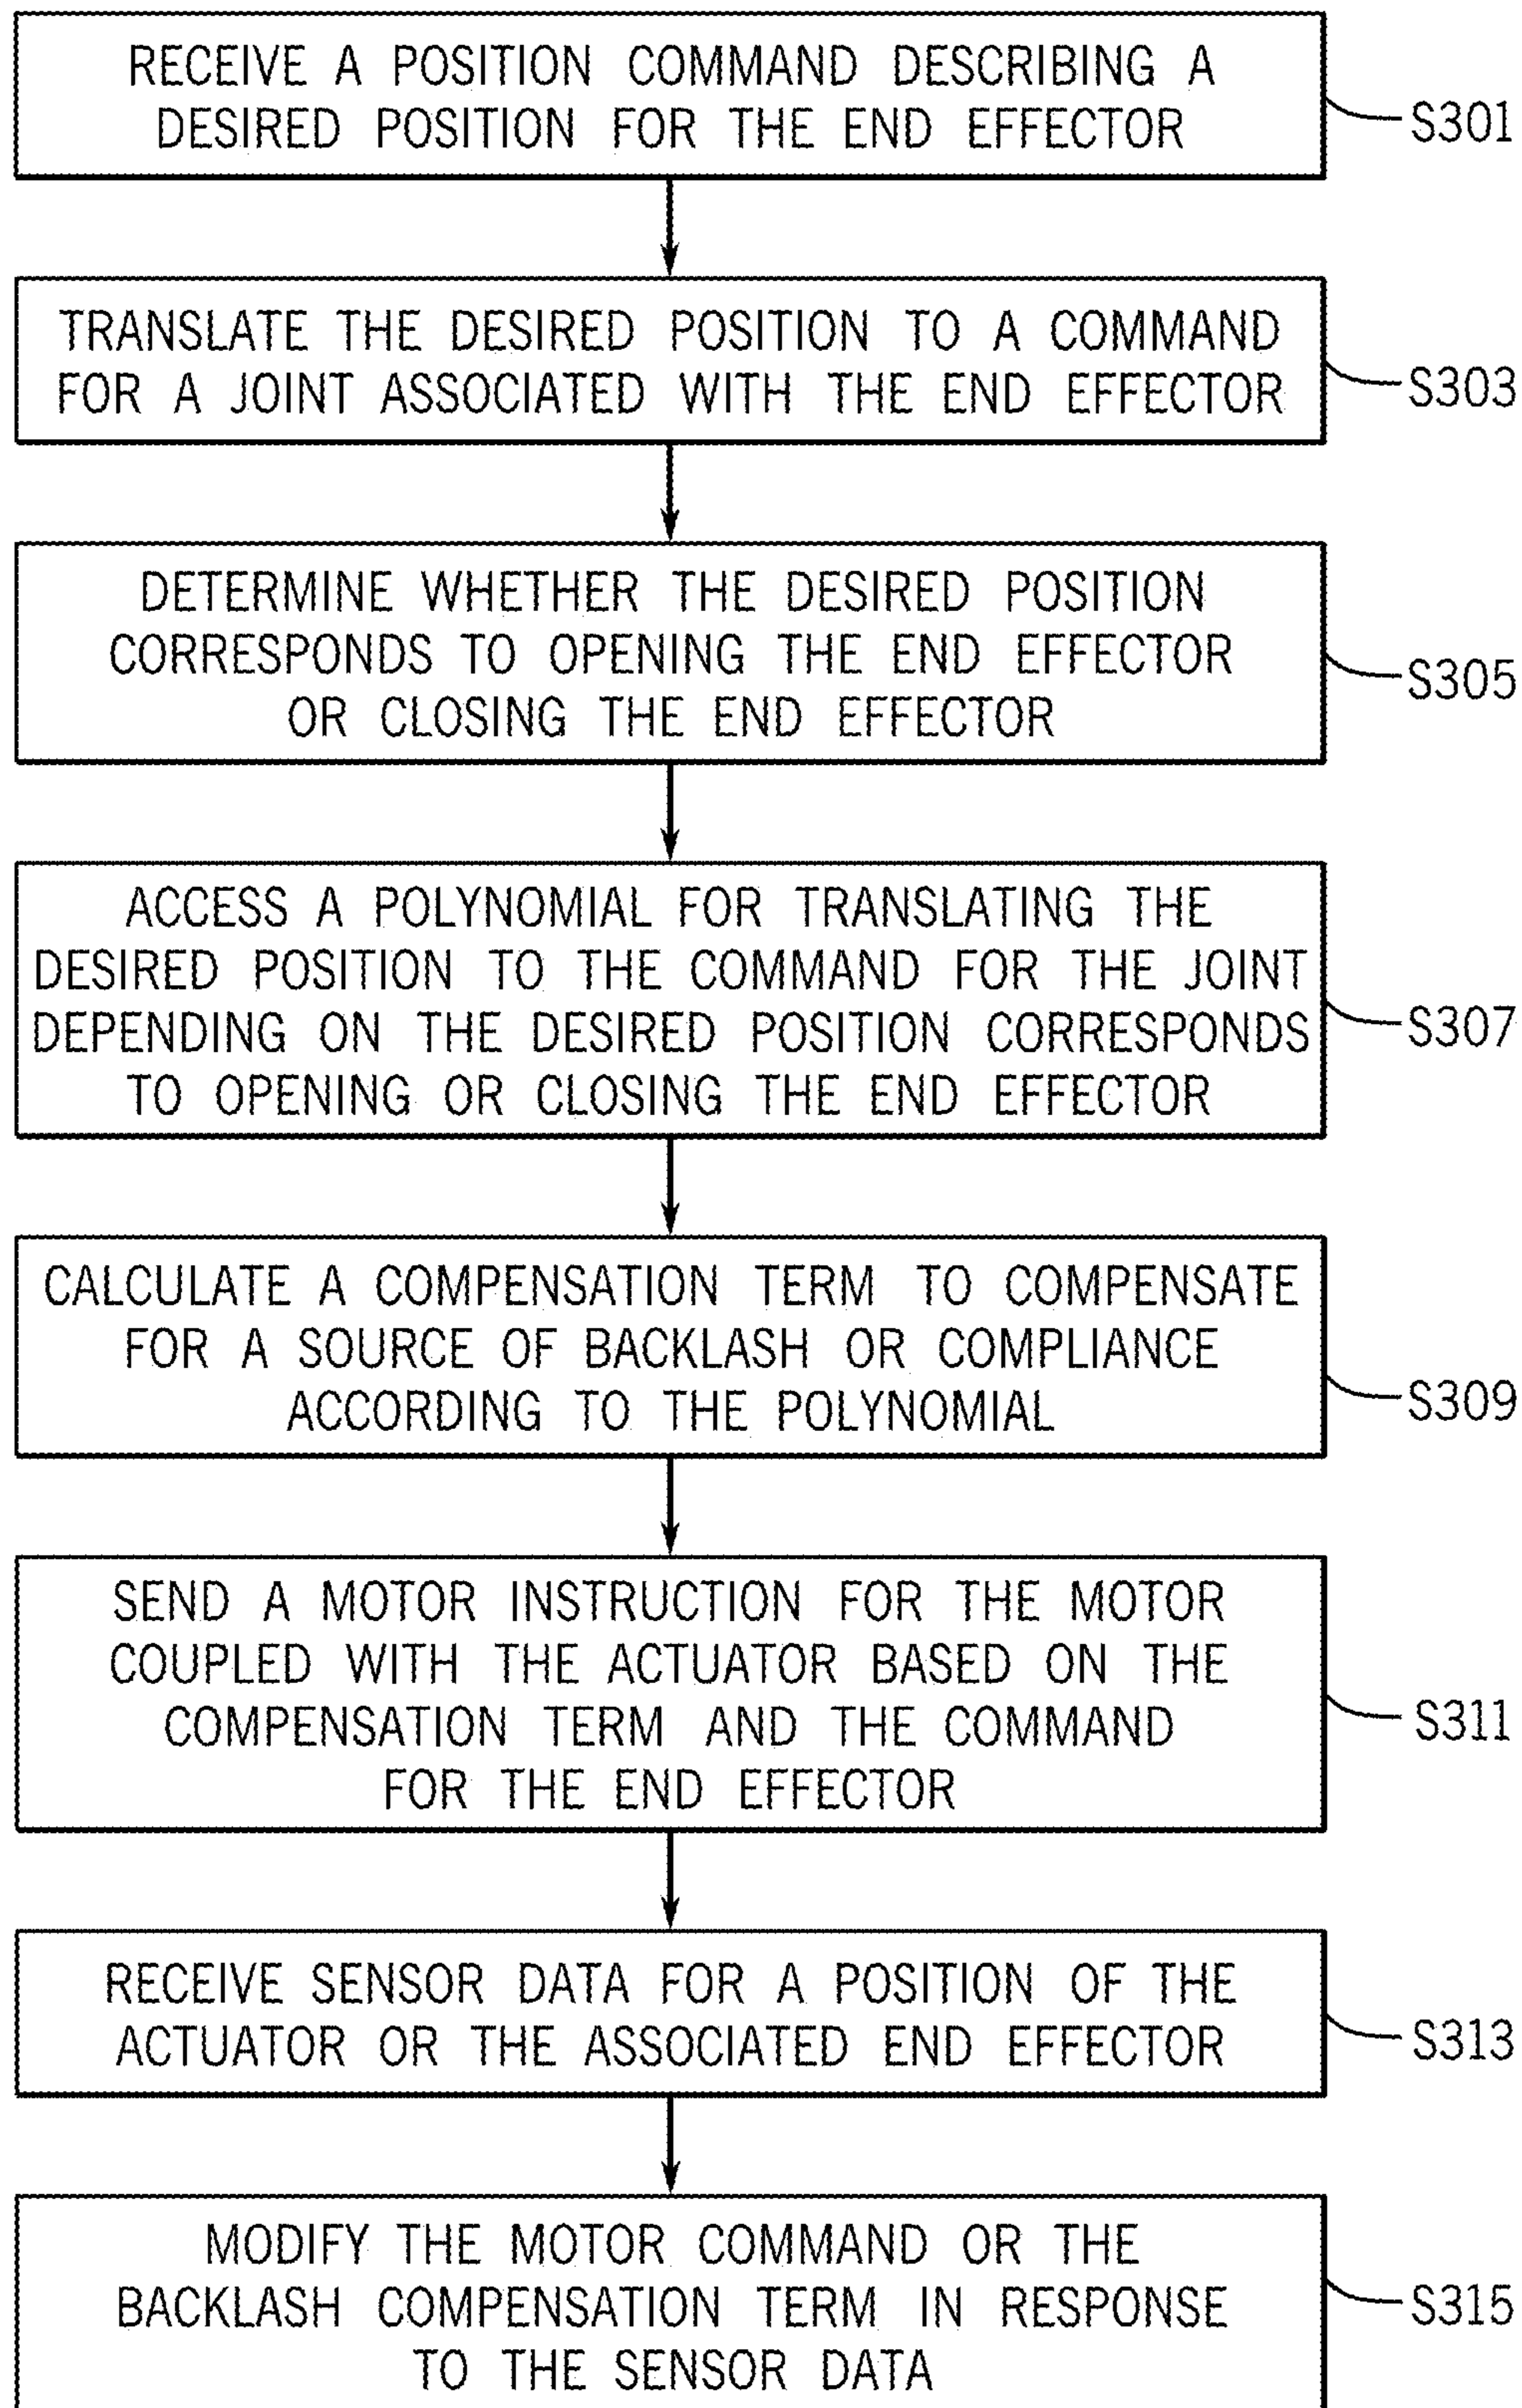 RECEIVE A POSITION COMMAND DESCRIBING A
DESIRED POSITION FOR THE END EFFECTOR
S301
TRANSLATE THE DESIRED POSITION TO A COMMAND
FOR A JOINT ASSOCIATED WITH THE END EFFECTOR
S303
DETERMINE WHETHER THE DESIRED POSITION
CORRESPONDS TO OPENING THE END EFFECTOR
OR CLOSING THE END EFFECTOR
S305
ACCESS A POLYNOMIAL FOR TRANSLATING THE
DESIRED POSITION TO THE COMMAND FOR THE JOINT
DEPENDING ON THE DESIRED POSITION CORRESPONDS
TO OPENING OR CLOSING THE END EFFECTOR
S307
CALCULATE A COMPENSATION TERM TO COMPENSATE
FOR A SOURCE OF BACKLASH OR COMPLIANCE
ACCORDING TO THE POLYNOMIAL
S309
SEND A MOTOR INSTRUCTION FOR THE MOTOR
COUPLED WITH THE ACTUATOR BASED ON THE
COMPENSATION TERM AND THE COMMAND
FOR THE END EFFECTOR
S311
RECEIVE SENSOR DATA FOR A POSITION OF THE
ACTUATOR OR THE ASSOCIATED END EFFECTOR
S313
MODIFY THE MOTOR COMMAND OR THE
BACKLASH COMPENSATION TERM IN RESPONSE
TO THE SENSOR DATA
S315